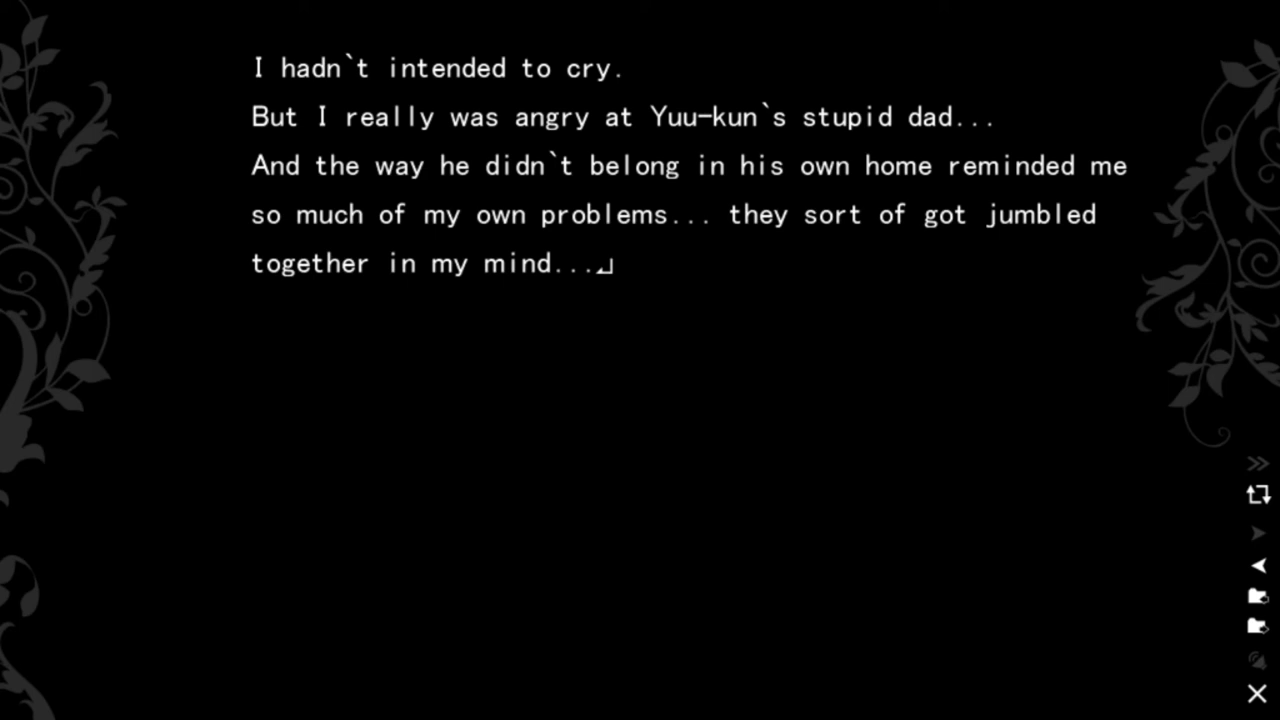 I hadn`t intended to cry.
But I really was angry at Yuu-kun`s stupid dad...
And the way he didn`t belong in his own home reminded me
so much of my own problems... they sort of got jumbled
together in my mind...